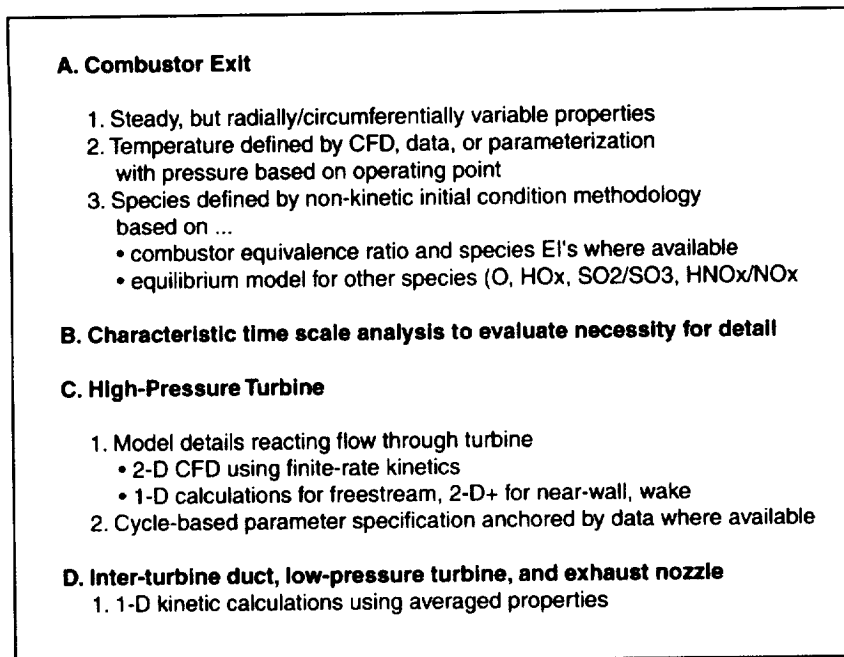 A. Combustor Exit
1. Steady, but radially/circumferentially variable properties
2. Temperature defined by CFD, data, or parameterization
with pressure based on operating point
3. Species defined by non-kinetic initial condition methodology
based on ...
• combustor equivalence ratio and species EI's where available
• equilibrium model for other species (O, HOx, SO2/SO3, HNOx/NOx
B. Characteristic time scale analysis to evaluate necessity for detail
C. High-Pressure Turbine
1. Model details reacting flow through turbine
• 2-D CFD using finite-rate kinetics
• 1-D calculations for freestream, 2-D+ for near-wall, wake
2. Cycle-based parameter specification anchored by data where available
D. Inter-turbine duct, low-pressure turbine, and exhaust nozzle
1. 1-D kinetic calculations using averaged properties